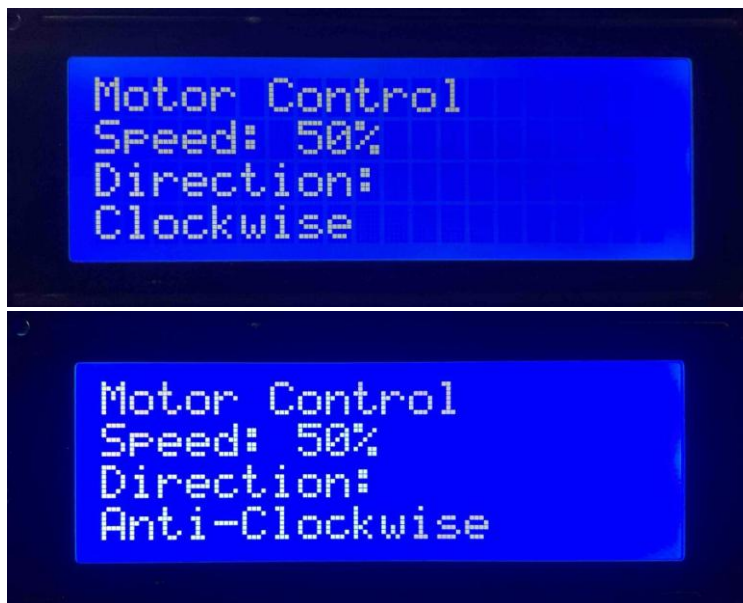 Motor Control
Speed: 50%
Direction:
Clockwise
Motor Control
Speed: 50%
Direction:
Anti-Clockwise